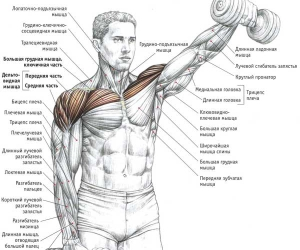 Лопаточно-подъязычная
мышца
Грудино-ключично-
сосцевидная мышца
Трапециевидная
мышца
Большая грудная мышца,
ключичная часть
Дельто-
видная
мышца
Передняя часть
Средняя часть
Бицепс плеча
Плечевая мышца
Трицепс плеча
Плечелучевая
мышца
Длинный лучевой
разгибатель
запястья
Локтевая мышца
Разгибатель
пальцев
Короткий лучевой
разгибатель
запястья
Разгибатель
мизинца
Длинная мышца,
отводящая
большой палец
Грудино-подъязычная
мышца
Длинная ладонная
мышца
Лучевой сгибатель запястья
Круглый пронатор
Медиальная головка
Длинная головка
Трицепс
плеча
Клювовидно-
плечевая мышца
Большая круглая
мышца
Широчайшая
мышца спины
Большая грудная
мышца
Передняя зубчатая
мышца